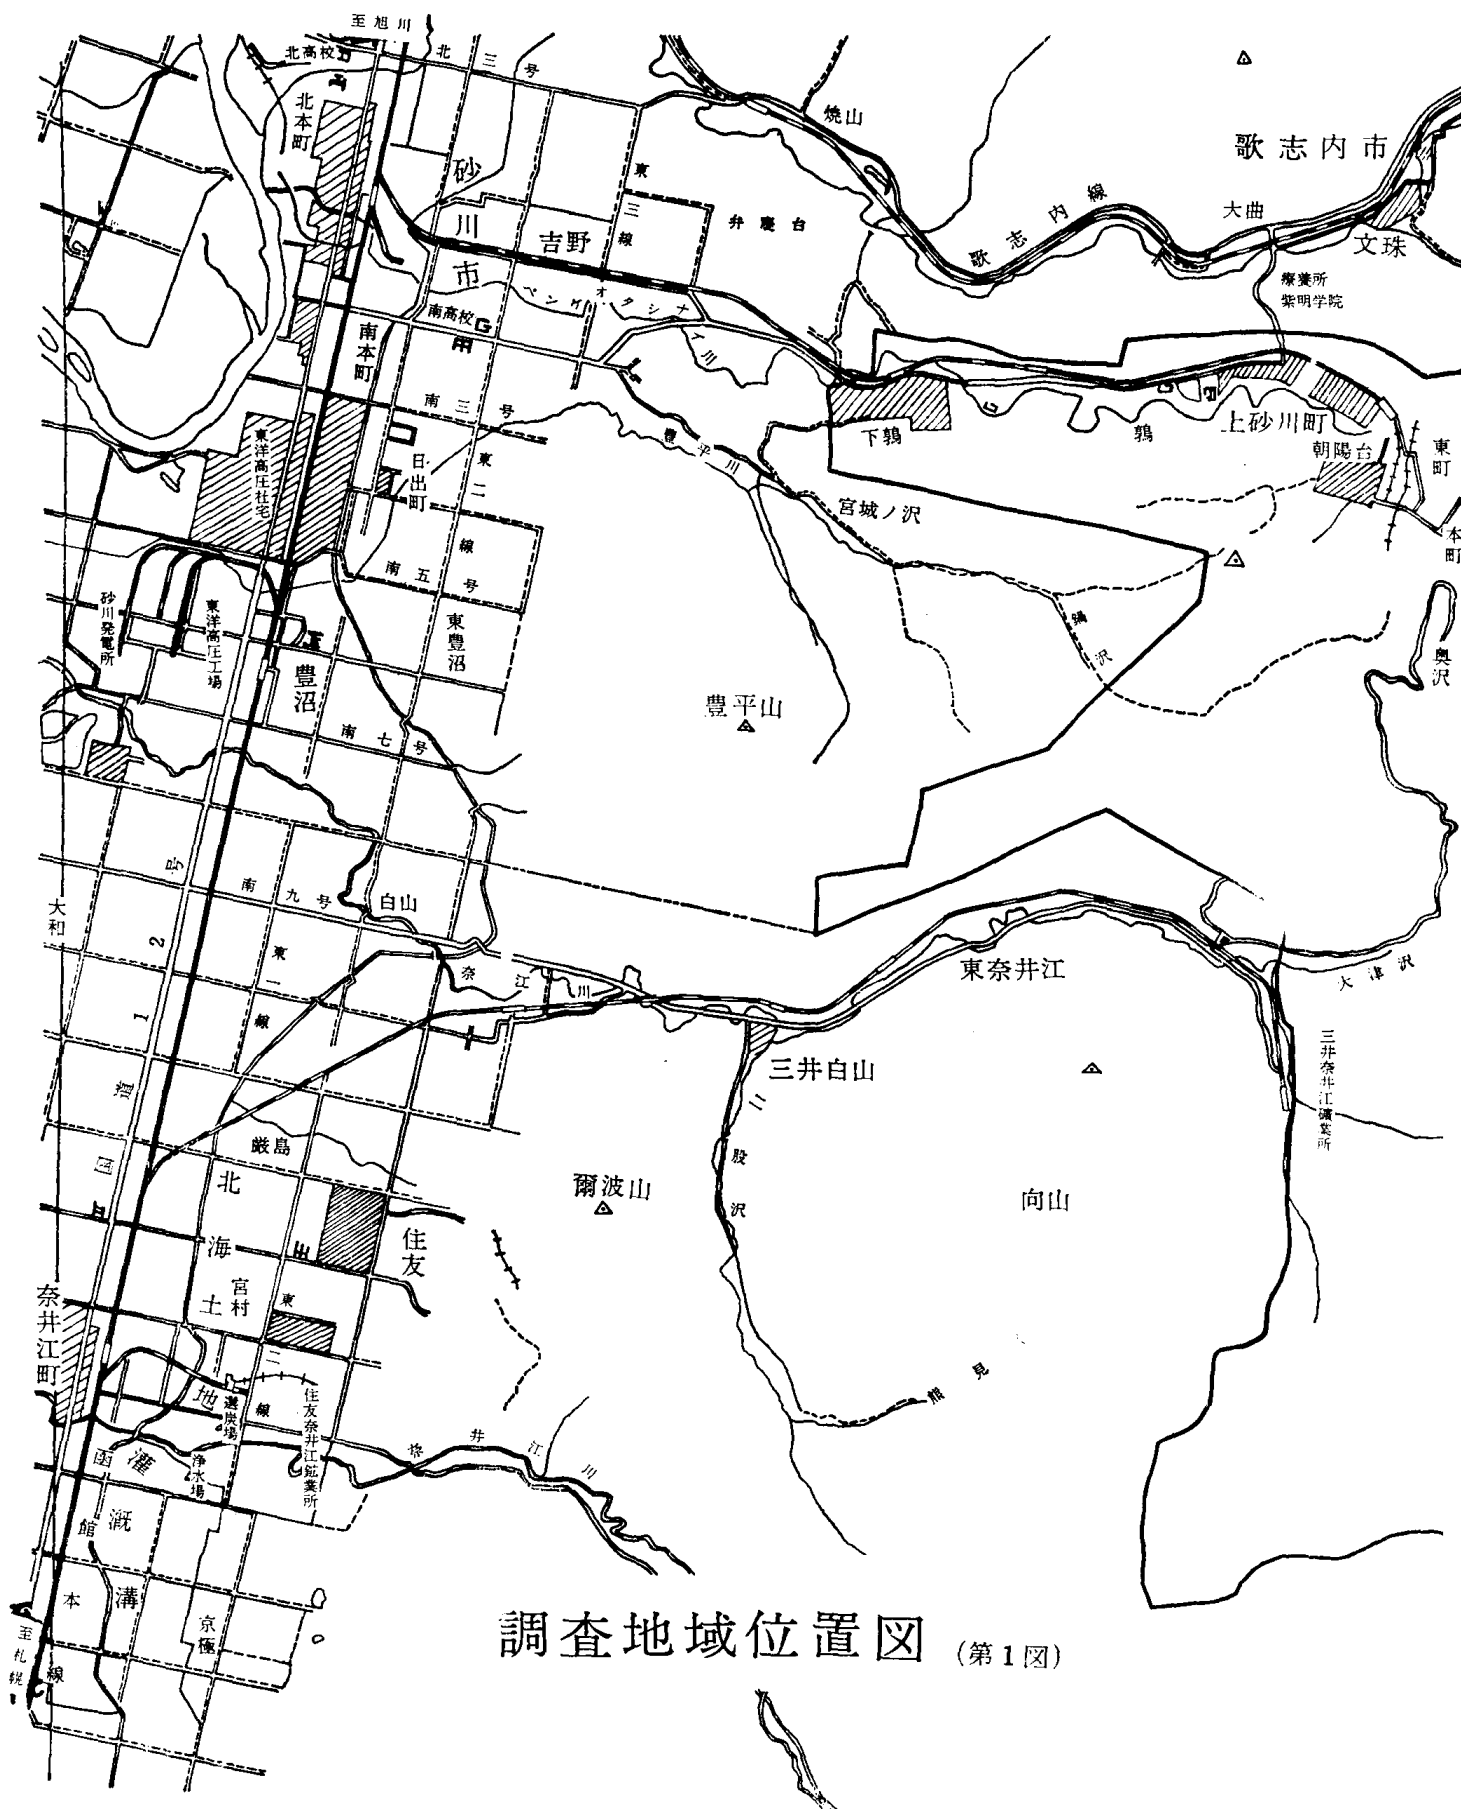 至旭川
北高校
北三号
北本町
焼山
歌志内市
砂川市
吉野
東三線
弁慶台
歌志内線
大曲
文珠
療養所
紫明学院
ペンケオタシナイ川
南高校
南本町
南三号
東洋高圧社宅
日出町
東二線
豊平川
下鶉
鶉
上砂川町
朝陽台
東町
本町
宮城ノ沢
南五号
砂川発電所
東洋高圧工場
豊沼
東豊沼
鍋沢
奥沢
豊平山
南七号
大和
南九号
白山
東一線
奈江川
東奈井江
大津沢
三井白山
三井奈井江礦業所
二股沢
国道12号
厳島
爾波山
向山
北海土地灌漑溝
住友
宮村
東二線
奈井江町
熊見
選炭場
浄水場
住友奈井江鉱業所
奈井江川
函館本線
京極
至札幌
調査地域位置図 (第1図)